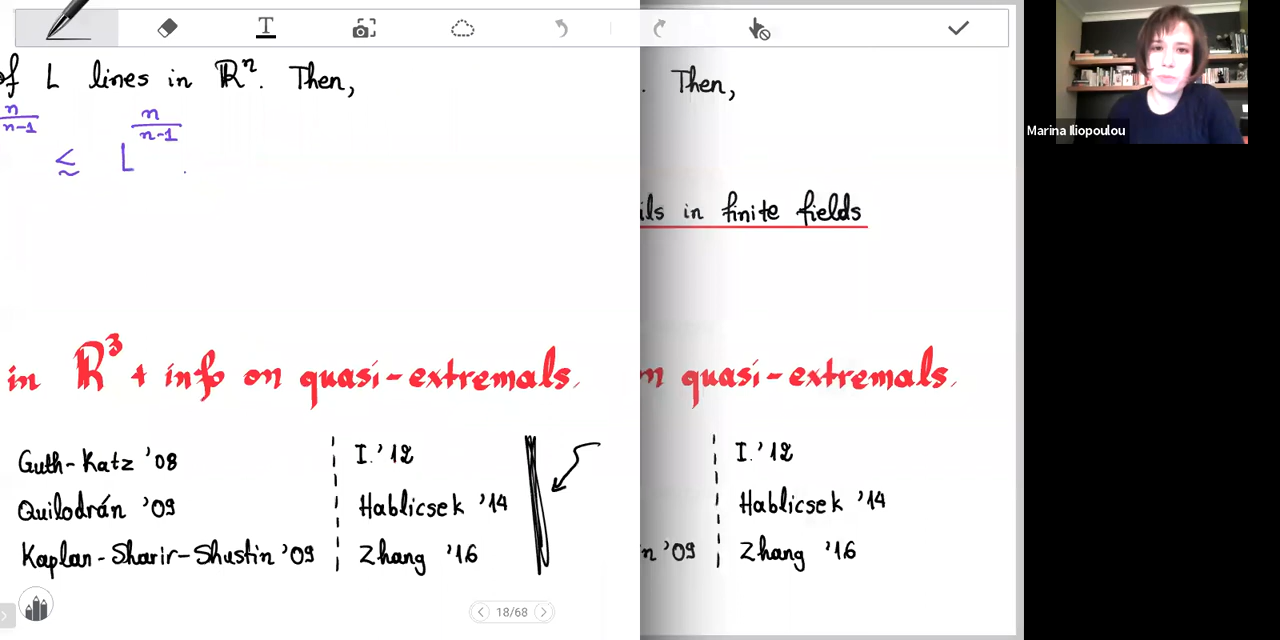 T
of L lines in ℝⁿ. Then,
n/n-1 ≲ L n/n-1 .
in ℝ³ + info on quasi-extremals.
Guth-Katz '08
Quilodrán '09
Kaplan-Sharir-Shustin '09
I.'12
Hablicsek '14
Zhang '16
18/68
. Then,
ils in finite fields
n quasi-extremals.
I.'12
Hablicsek '14
n '09 Zhang '16
Marina Iliopoulou